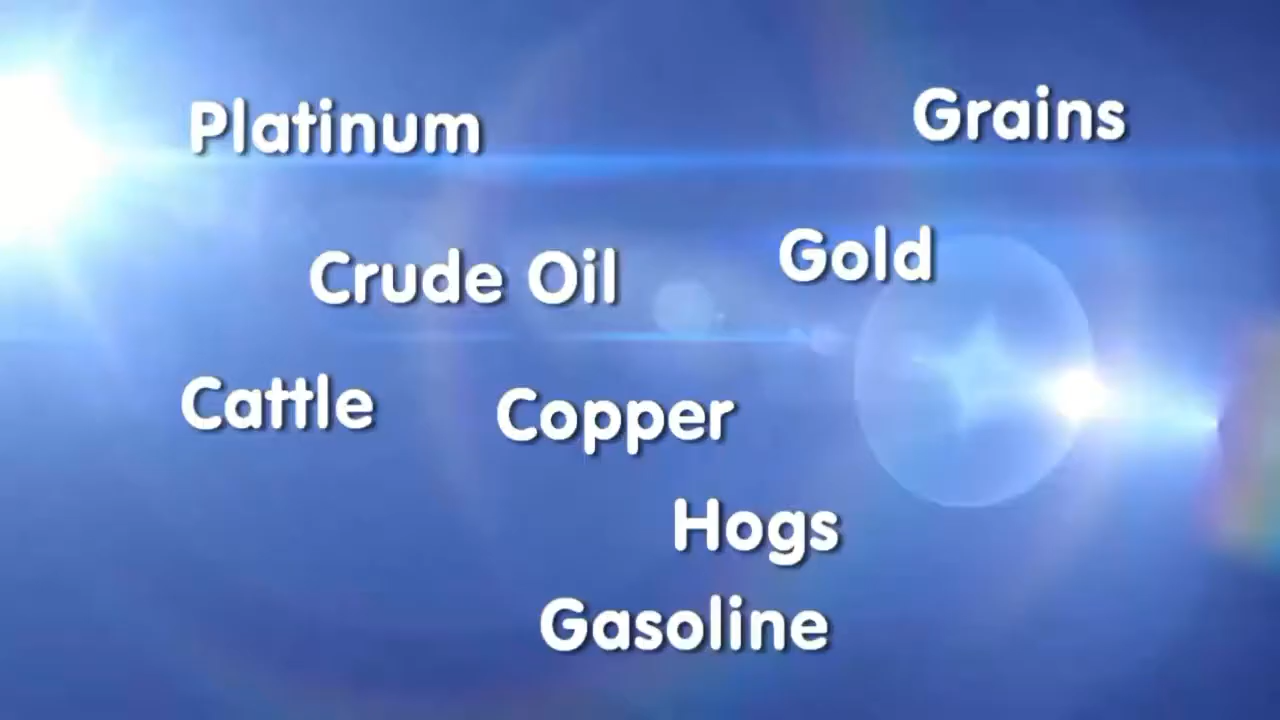 Platinum
Grains
Crude Oil
Gold
Cattle
Copper
Hogs
Gasoline